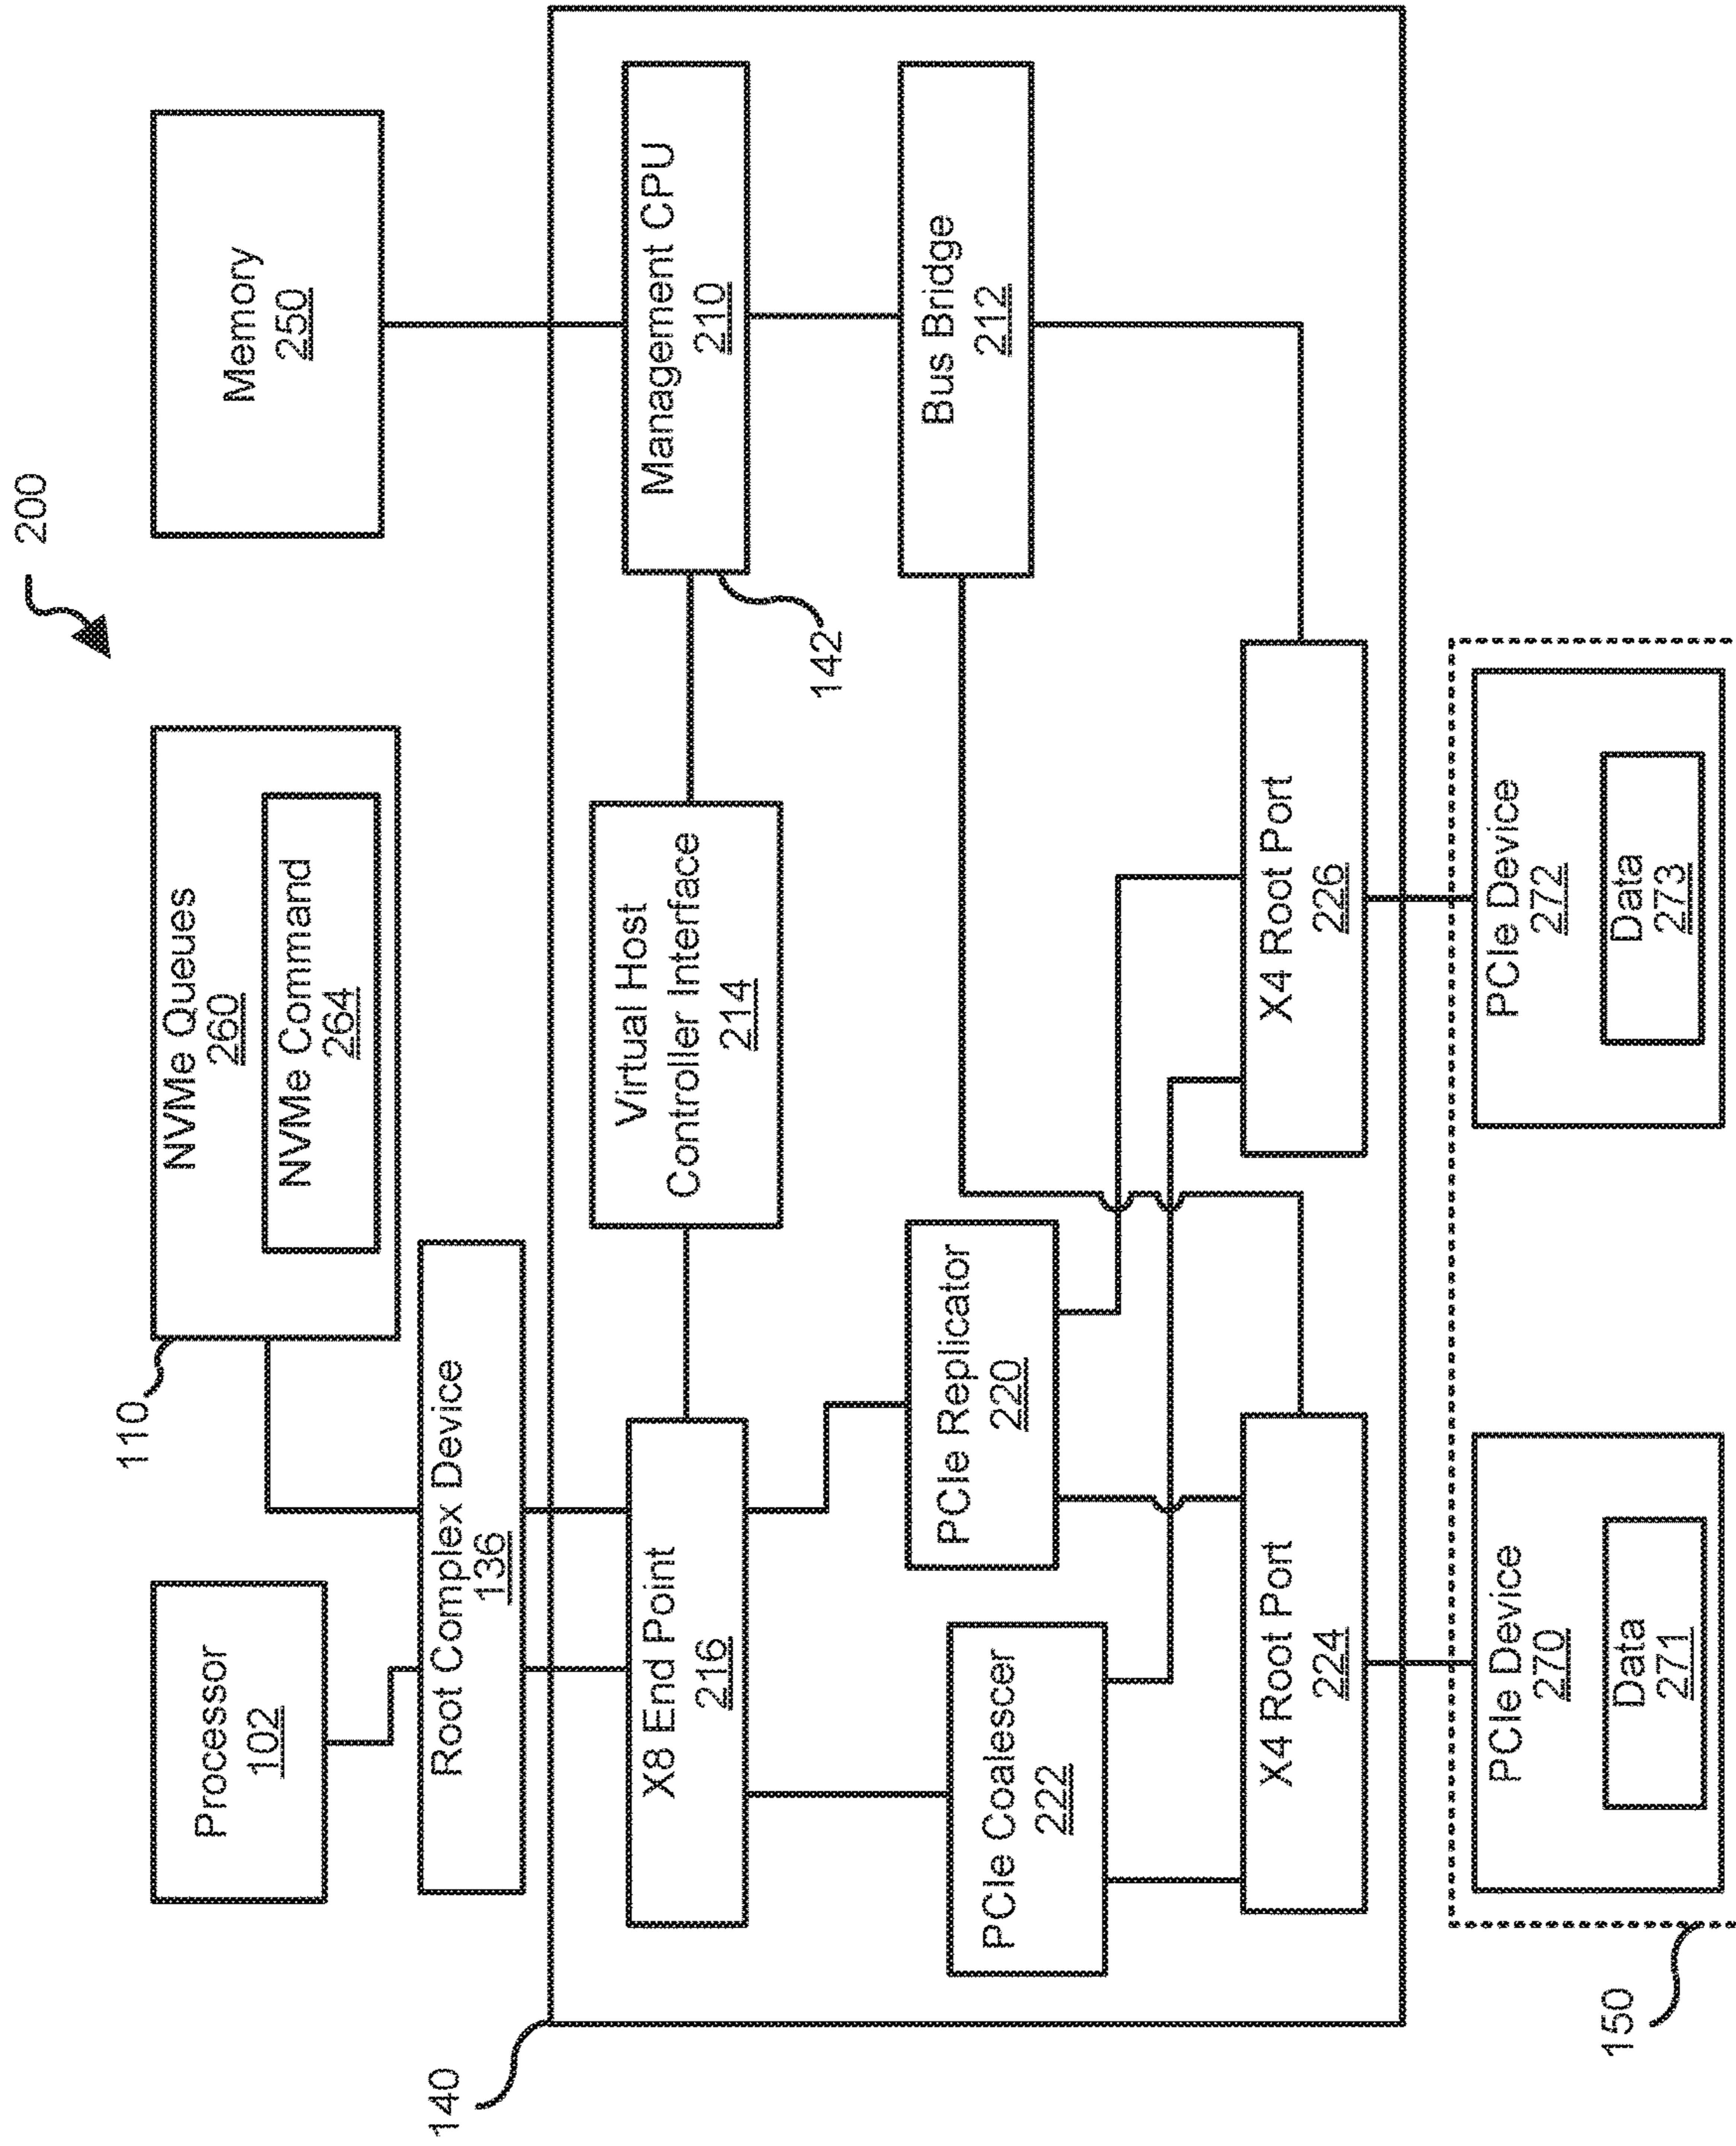 200
110
Processor
102
NVMe Queues
260
NVMe Command
264
Memory
250
Root Complex Device
136
140
X8 End Point
216
Virtual Host
Controller Interface
214
Management CPU
210
142
PCIe Coalescer
222
PCIe Replicator
220
Bus Bridge
212
X4 Root Port
224
X4 Root Port
226
150
PCIe Device
270
Data
271
PCIe Device
272
Data
273